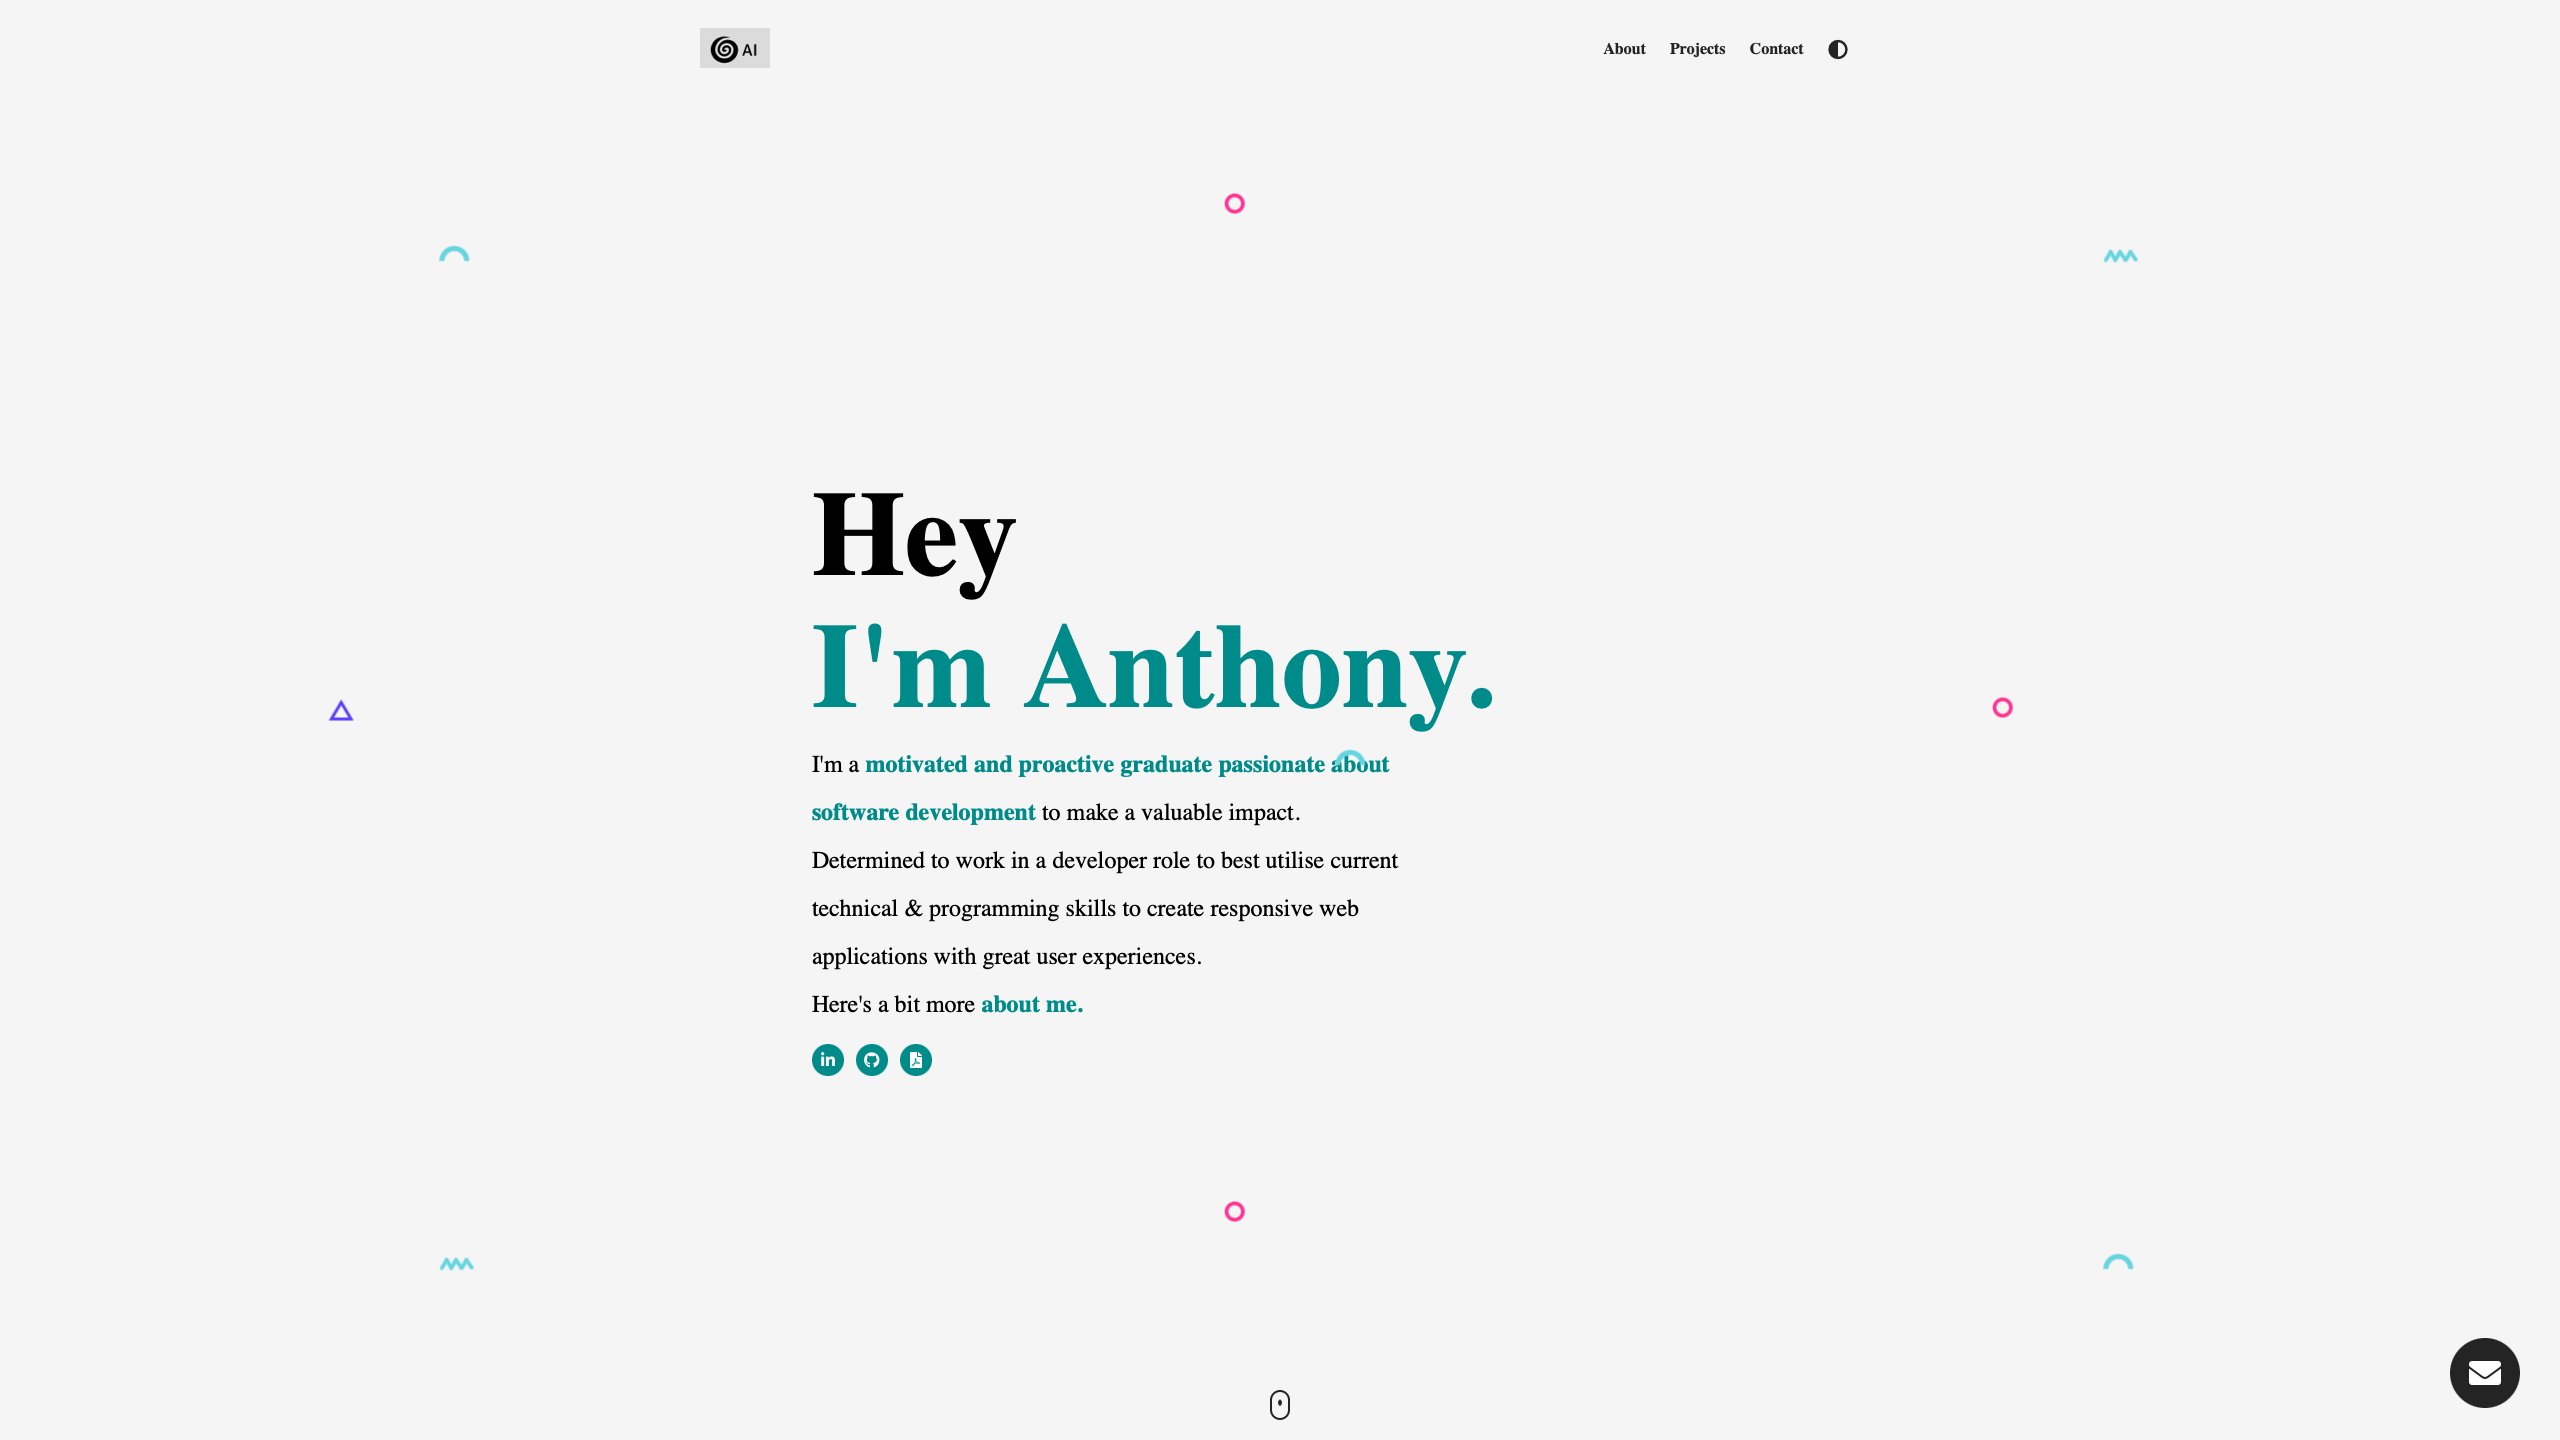 AI
About
Projects
Contact
Hey
I'm Anthony.
I'm a motivated and proactive graduate passionate about
software development to make a valuable impact.
Determined to work in a developer role to best utilise current
technical & programming skills to create responsive web
applications with great user experiences.
Here's a bit more about me.
in